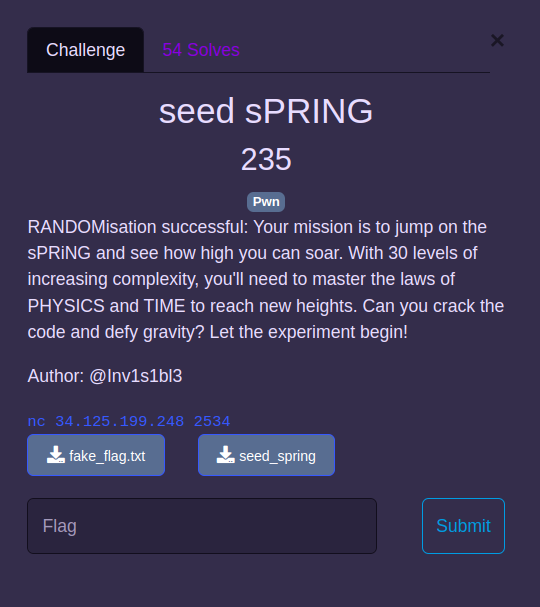 Challenge
54 Solves
×
seed sPRING
235
Pwn
RANDOMisation successful: Your mission is to jump on the
sPRiNG and see how high you can soar. With 30 levels of
increasing complexity, you'll need to master the laws of
PHYSICS and TIME to reach new heights. Can you crack the
code and defy gravity? Let the experiment begin!
Author: @Inv1s1bl3
nc 34.125.199.248 2534
fake_flag.txt
seed_spring
Flag
Submit